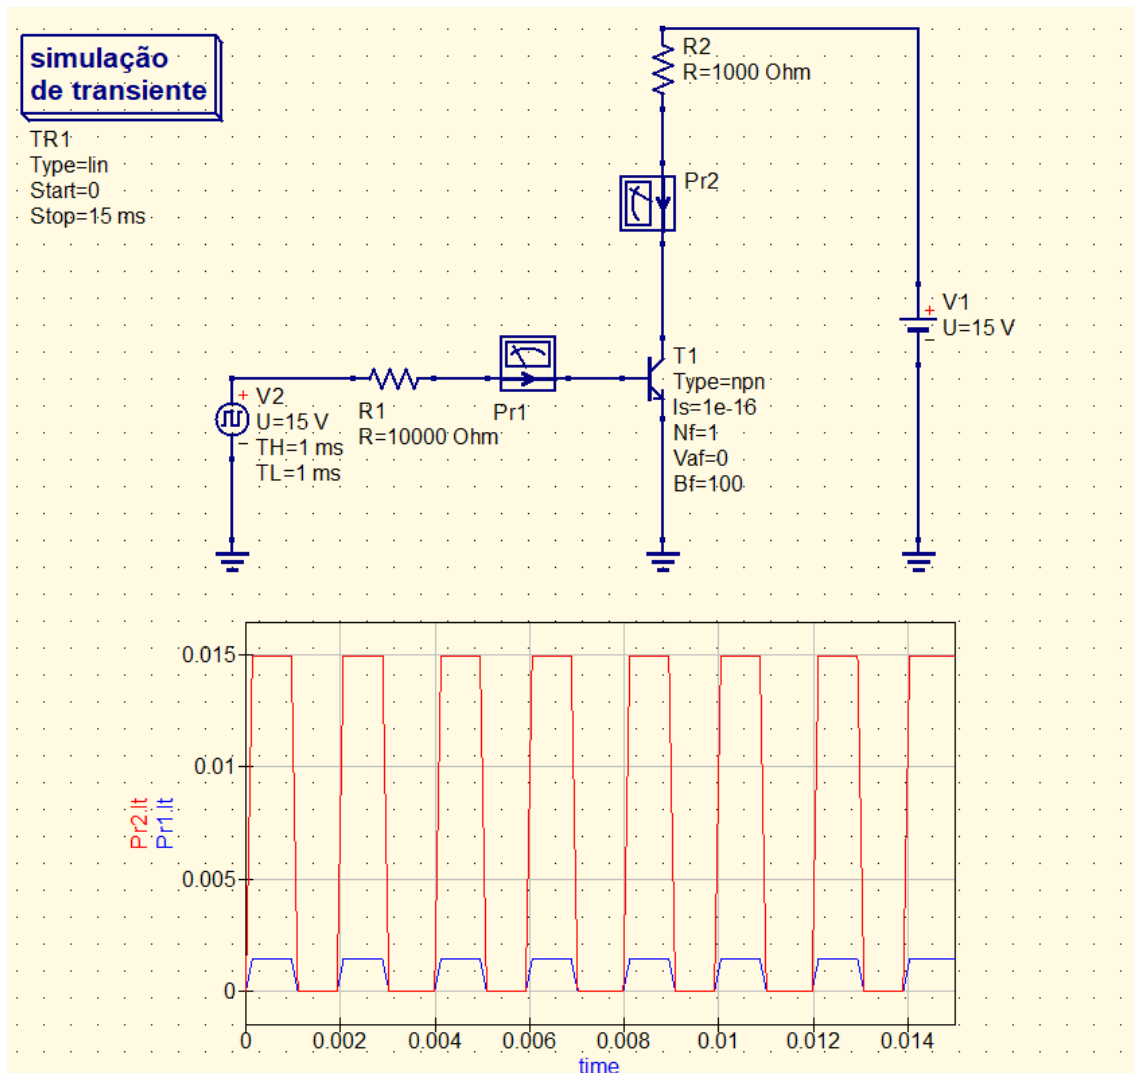 simulação
de transiente
TR1
Type=lin
Start=0
Stop=15 ms
R2
R=1000 Ohm
Pr2
V1
U=15 V
T1
Type=npn
Is=1e-16
Nf=1
Vaf=0
Bf=100
Pr1
R1
R=10000 Ohm
V2
U=15 V
TH=1 ms
TL=1 ms
0.015
0.01
0.005
0
Pr2.It
Pr1.It
0
0.002
0.004
0.006
0.008
0.01
0.012
0.014
time